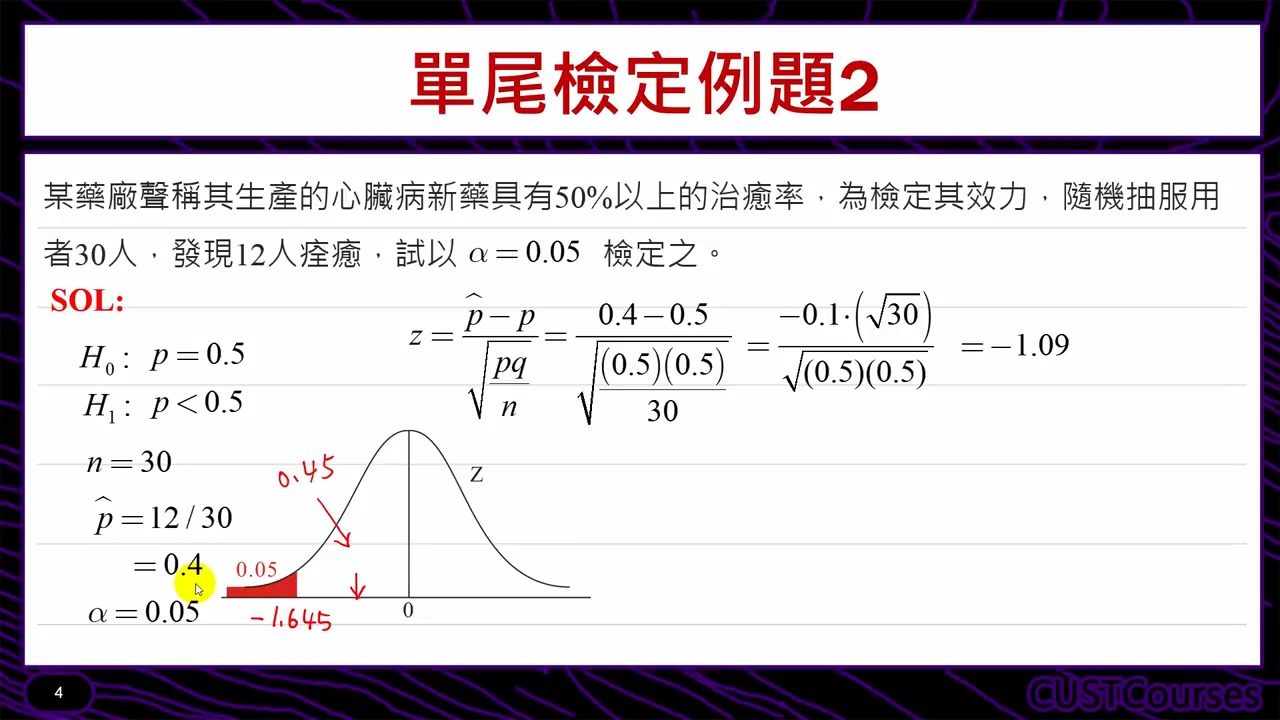 單尾檢定例題2
某藥廠聲稱其生產的心臟病新藥具有50%以上的治癒率，為檢定其效力，隨機抽服用
者30人，發現12人痊癒，試以 α = 0.05 檢定之。
SOL:
H₀ : p = 0.5
H₁ : p < 0.5
n = 30
p̂ = 12 / 30
= 0.4
α = 0.05
z = (p̂ − p) / √(pq / n) = (0.4 − 0.5) / √((0.5)(0.5) / 30) = −0.1·(√30) / √(0.5)(0.5) = −1.09
0.45
z
0.05
−1.645
0
4
CUSTCourses